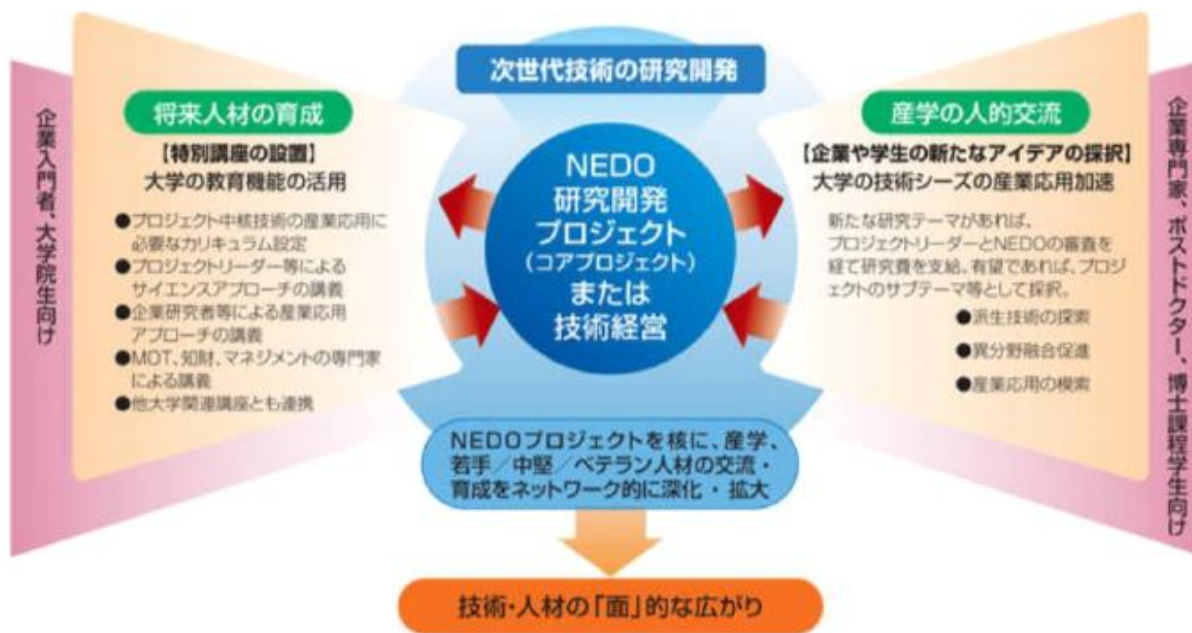 次世代技術の研究開発
企業入門者、大学院生向け
将来人材の育成
【特別講座の設置】
大学の教育機能の活用
●プロジェクト中核技術の産業応用に
必要なカリキュラム設定
●プロジェクトリーダー等による
サイエンスアプローチの講義
●企業研究者等による産業応用
アプローチの講義
●MOT、知財、マネジメントの専門家
による講義
●他大学関連講座とも連携
NEDO
研究開発
プロジェクト
(コアプロジェクト)
または
技術経営
産学の人的交流
【企業や学生の新たなアイデアの採択】
大学の技術シーズの産業応用加速
新たな研究テーマがあれば、
プロジェクトリーダーとNEDOの審査を
経て研究費を支給。有望であれば、プロジ
ェクトのサブテーマ等として採択。
●派生技術の探索
●異分野融合促進
●産業応用の模索
企業専門家、ポストドクター、博士課程学生向け
NEDOプロジェクトを核に、産学、
若手／中堅／ベテラン人材の交流・
育成をネットワーク的に深化・拡大
技術・人材の「面」的な広がり